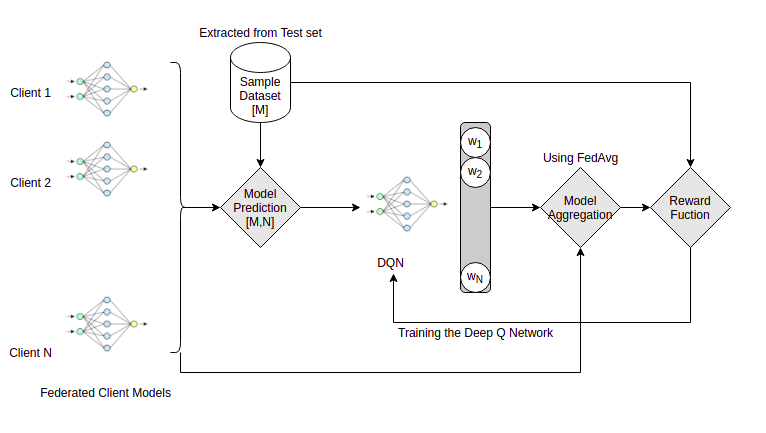 Extracted from Test set
Sample
Dataset
[M]
Client 1
Client 2
Client N
Federated Client Models
Model
Prediction
[M,N]
DQN
w1
w2
wN
Using FedAvg
Model
Aggregation
Reward
Fuction
Training the Deep Q Network